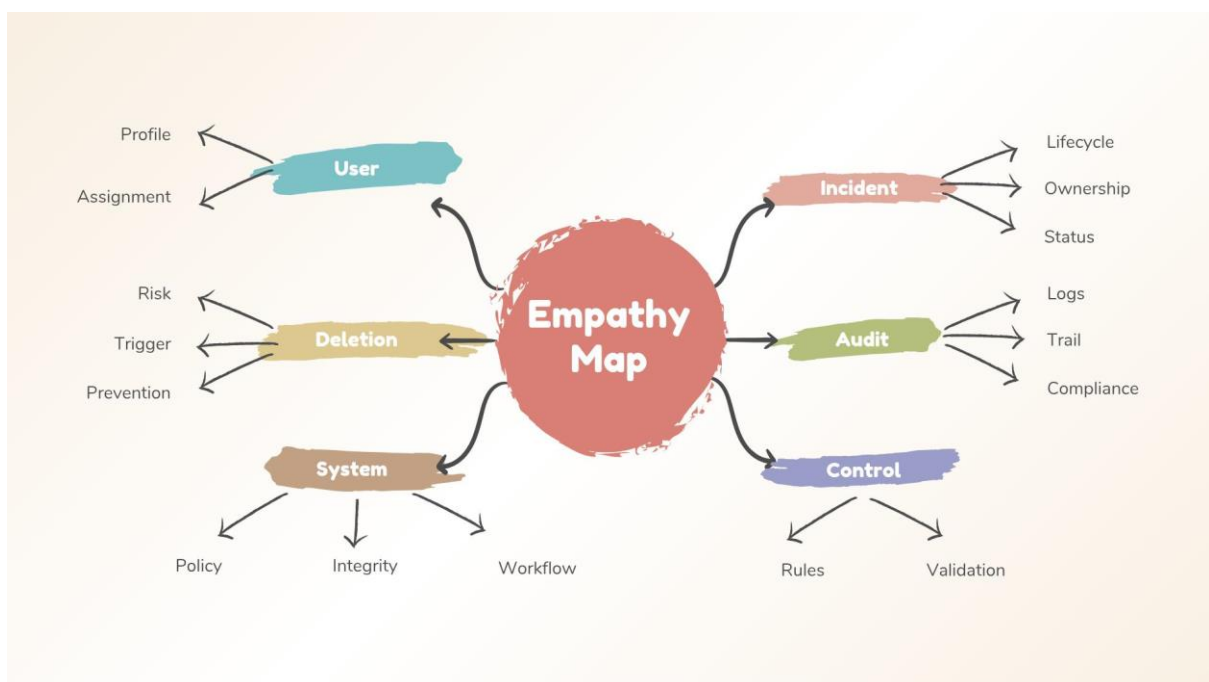 Empathy
Map
User
Profile
Assignment
Deletion
Risk
Trigger
Prevention
System
Policy
Integrity
Workflow
Incident
Lifecycle
Ownership
Status
Audit
Logs
Trail
Compliance
Control
Rules
Validation